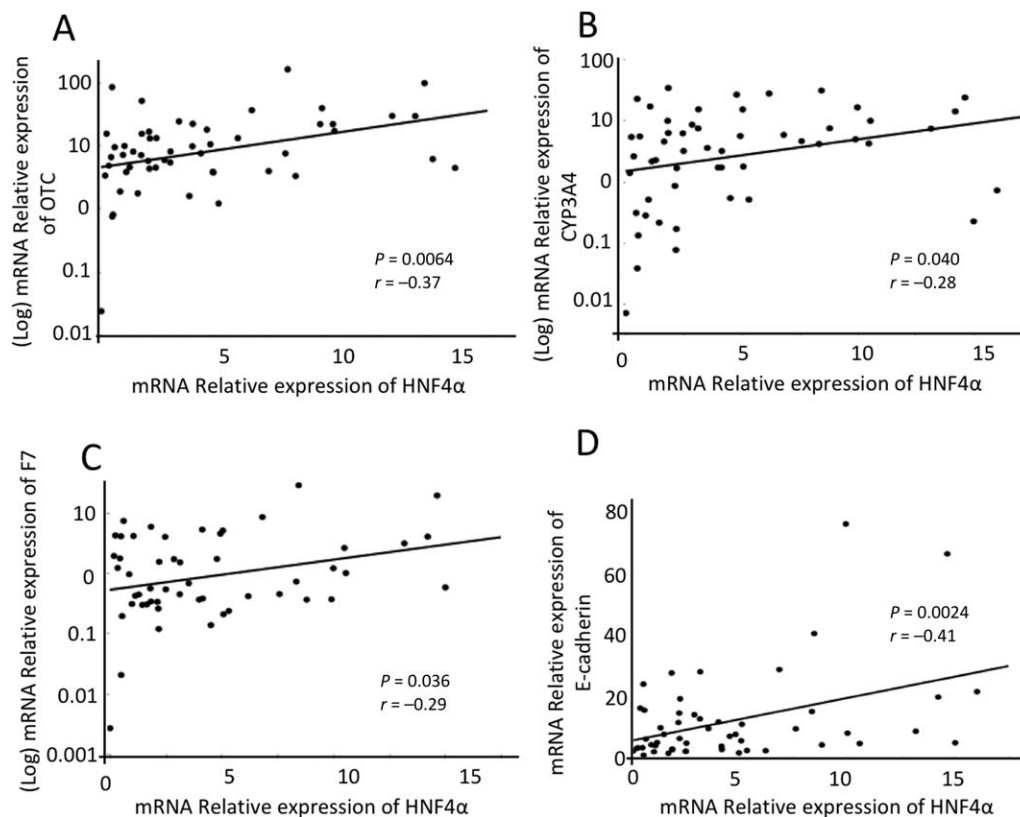 A
(Log) mRNA Relative expression
of OTC
100
10
0
0.1
0.01
P = 0.0064
r = –0.37
5
10
15
mRNA Relative expression of HNF4α
B
(Log) mRNA Relative expression of
CYP3A4
100
10
0
0.1
0.01
P = 0.040
r = –0.28
0
5
10
15
mRNA Relative expression of HNF4α
C
(Log) mRNA Relative expression of F7
10
0
0.1
0.01
0.001
P = 0.036
r = –0.29
0
5
10
15
mRNA Relative expression of HNF4α
D
mRNA Relative expression of
E-cadherin
80
60
40
20
0
P = 0.0024
r = –0.41
0
5
10
15
mRNA Relative expression of HNF4α